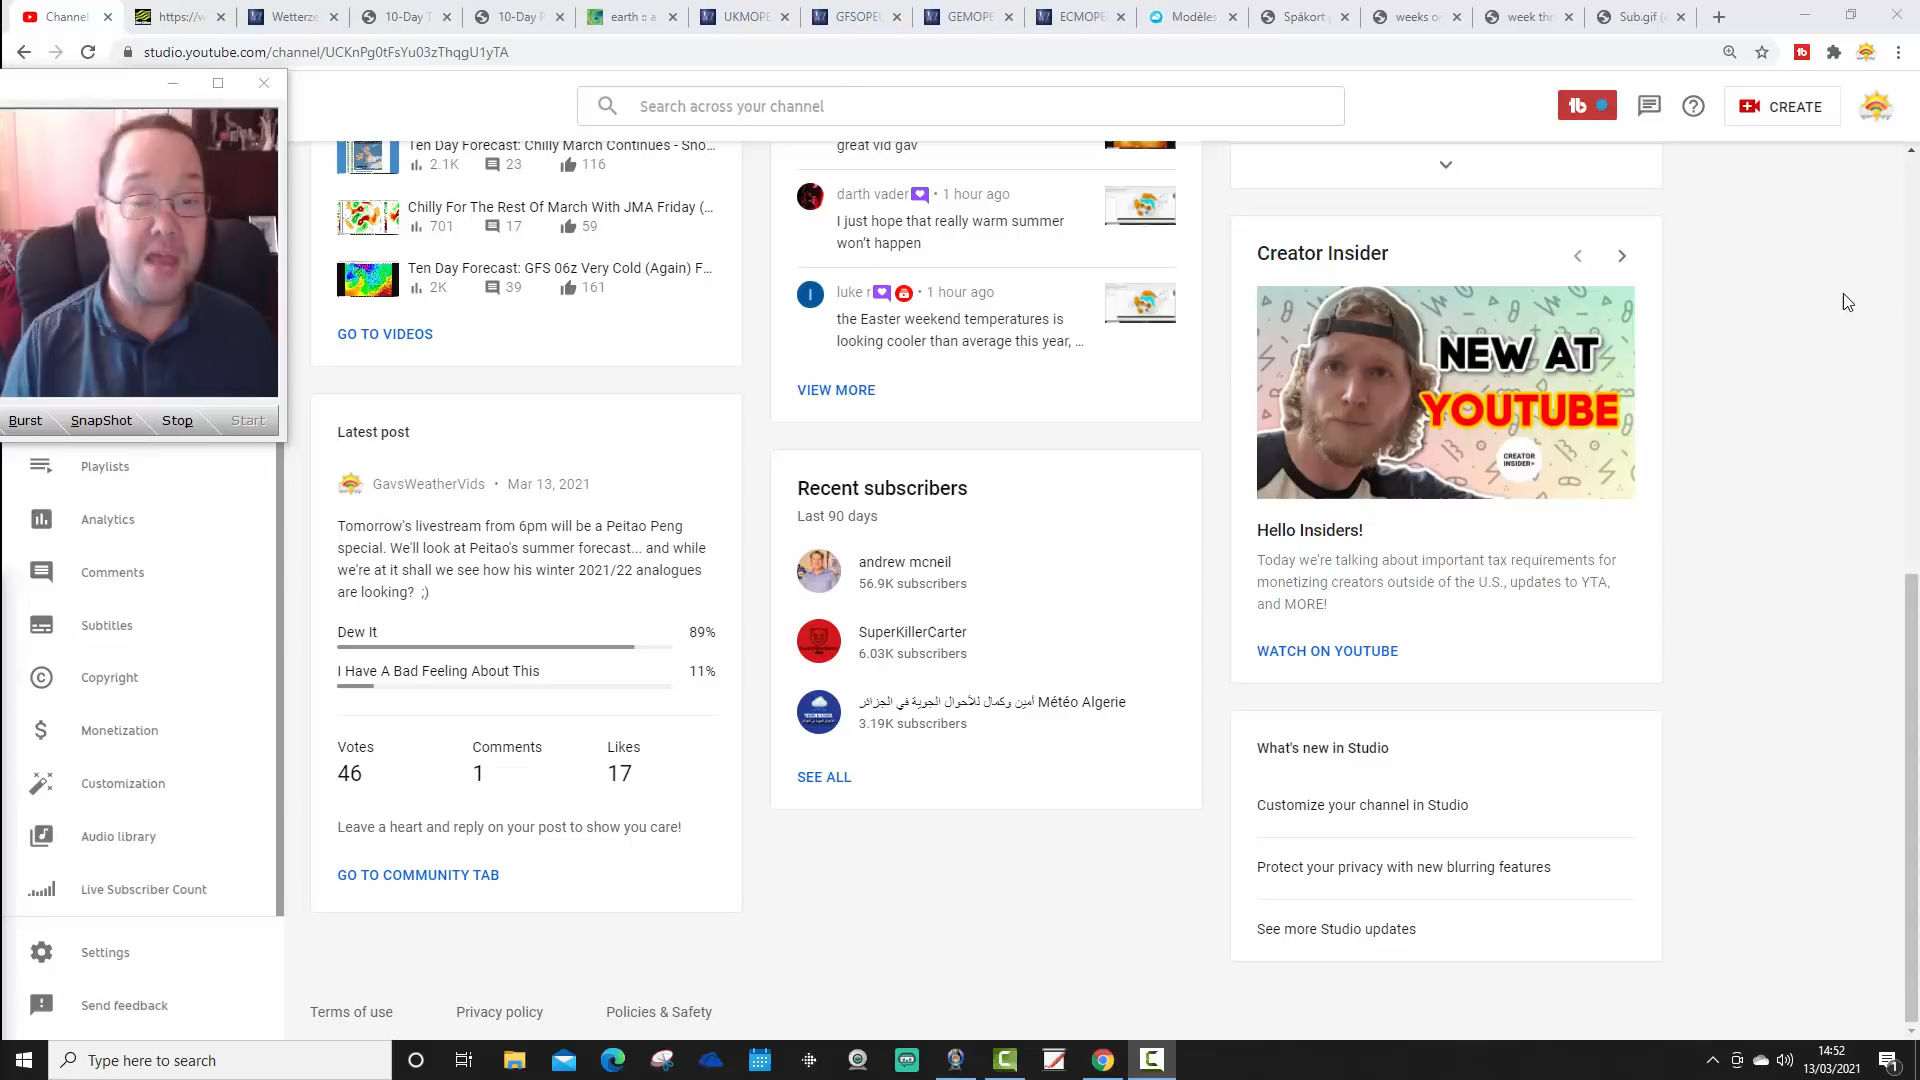 Channel
https://w
Wetterze
10-Day T
10-Day P
earth :: a
UKMOPE
GFSOPEU
GEMOPE
ECMOPE
Modèles
Spákort
weeks o
week thr
Sub.gif (
studio.youtube.com/channel/UCKnPg0tFsYu03zThqgU1yTA
Search across your channel
CREATE
Burst
SnapShot
Stop
Start
Playlists
Analytics
Comments
Subtitles
Copyright
Monetization
Customization
Audio library
Live Subscriber Count
Settings
Send feedback
Ten Day Forecast: Chilly March Continues - Sno...
2.1K 23 116
Chilly For The Rest Of March With JMA Friday (...
701 17 59
Ten Day Forecast: GFS 06z Very Cold (Again) F...
2K 39 161
GO TO VIDEOS
Latest post
GavsWeatherVids • Mar 13, 2021
Tomorrow's livestream from 6pm will be a Peitao Peng
special. We'll look at Peitao's summer forecast... and while
we're at it shall we see how his winter 2021/22 analogues
are looking? ;)
Dew It 89%
I Have A Bad Feeling About This 11%
Votes Comments Likes
46 1 17
Leave a heart and reply on your post to show you care!
GO TO COMMUNITY TAB
great vid gav
darth vader • 1 hour ago
I just hope that really warm summer
won't happen
luke r • 1 hour ago
the Easter weekend temperatures is
looking cooler than average this year, ...
VIEW MORE
Recent subscribers
Last 90 days
andrew mcneil
56.9K subscribers
SuperKillerCarter
6.03K subscribers
أمين وكمال للأحوال الجوية في الجزائر Météo Algerie
3.19K subscribers
SEE ALL
Creator Insider
NEW AT
YOUTUBE
CREATOR
INSIDER+
Hello Insiders!
Today we're talking about important tax requirements for
monetizing creators outside of the U.S., updates to YTA,
and MORE!
WATCH ON YOUTUBE
What's new in Studio
Customize your channel in Studio
Protect your privacy with new blurring features
See more Studio updates
Terms of use
Privacy policy
Policies & Safety
Type here to search
14:52
13/03/2021
1